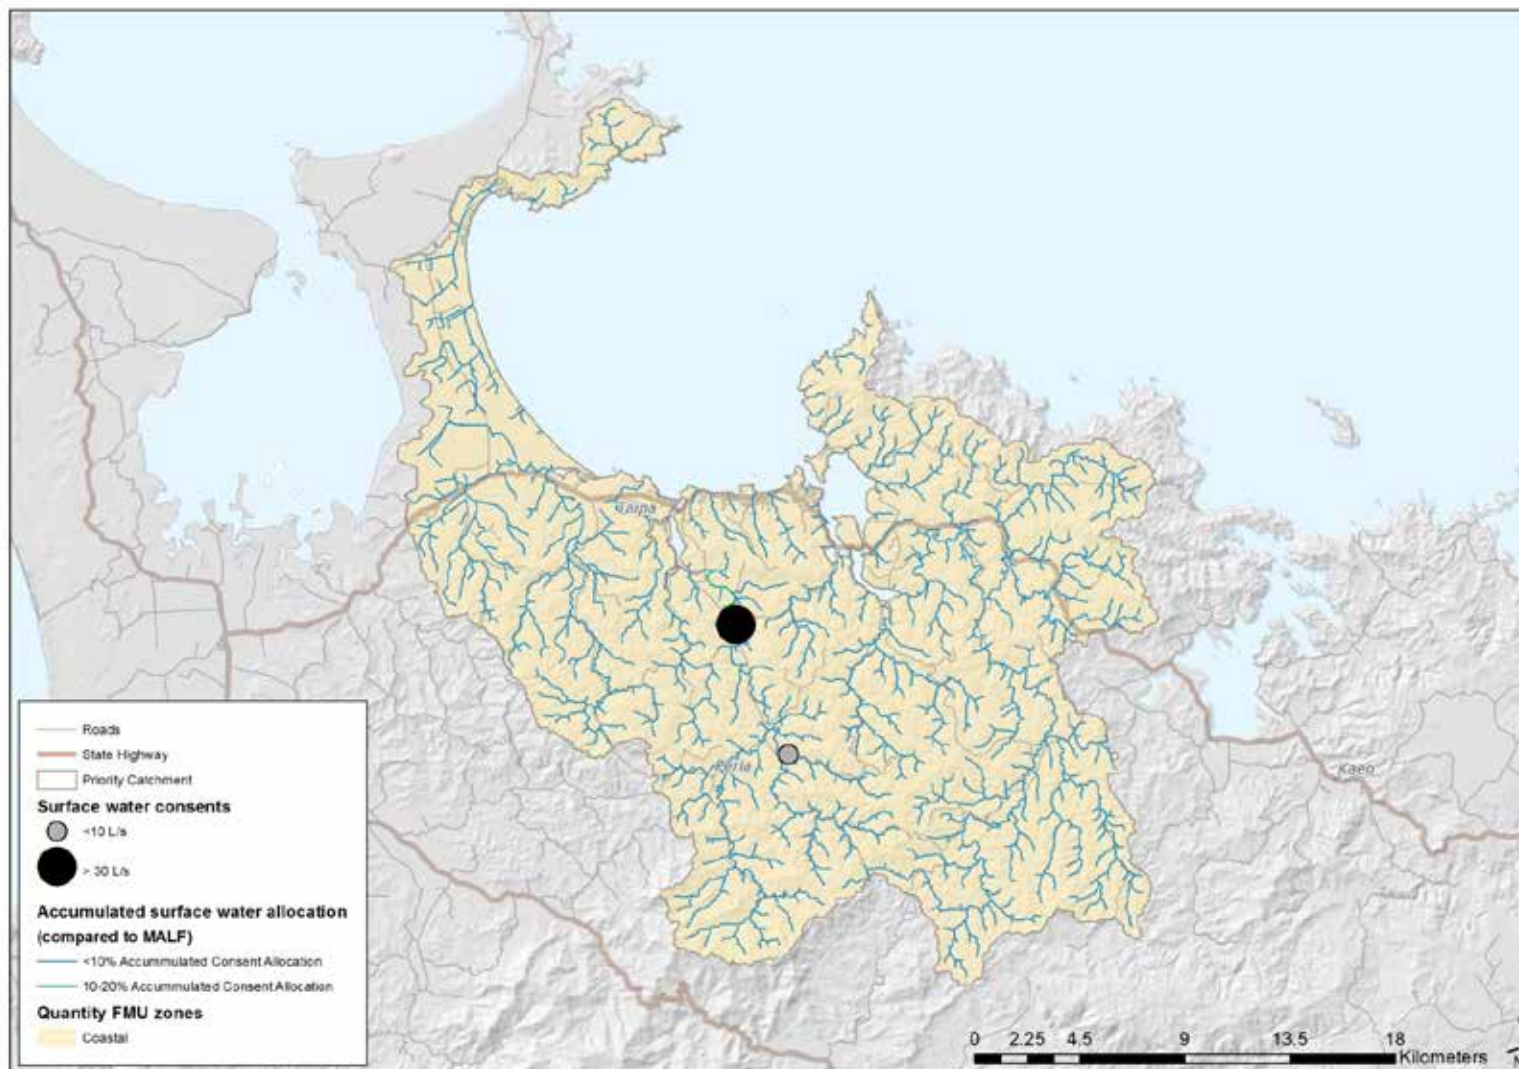 Taipa
Peria
Kaeo
Roads
State Highway
Priority Catchment
Surface water consents
<10 L/s
> 30 L/s
Accumulated surface water allocation
(compared to MALF)
<10% Accummulated Consent Allocation
10-20% Accummulated Consent Allocation
Quantity FMU zones
Coastal
0 2.25 4.5 9 13.5 18
Kilometers